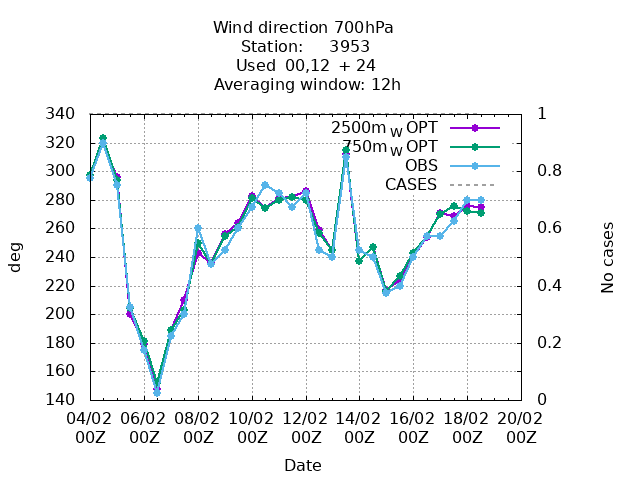 Wind direction 700hPa
Station: 3953
Used 00,12 + 24
Averaging window: 12h
340 1
2500m W OPT
320
750m W OPT
OBS
300 0.8
CASES
280
260 0.6
240
220 0.4
200
180 0.2
160
140 0
deg
No cases
04/02 06/02 08/02 10/02 12/02 14/02 16/02 18/02 20/02
00Z 00Z 00Z 00Z 00Z 00Z 00Z 00Z 00Z
Date